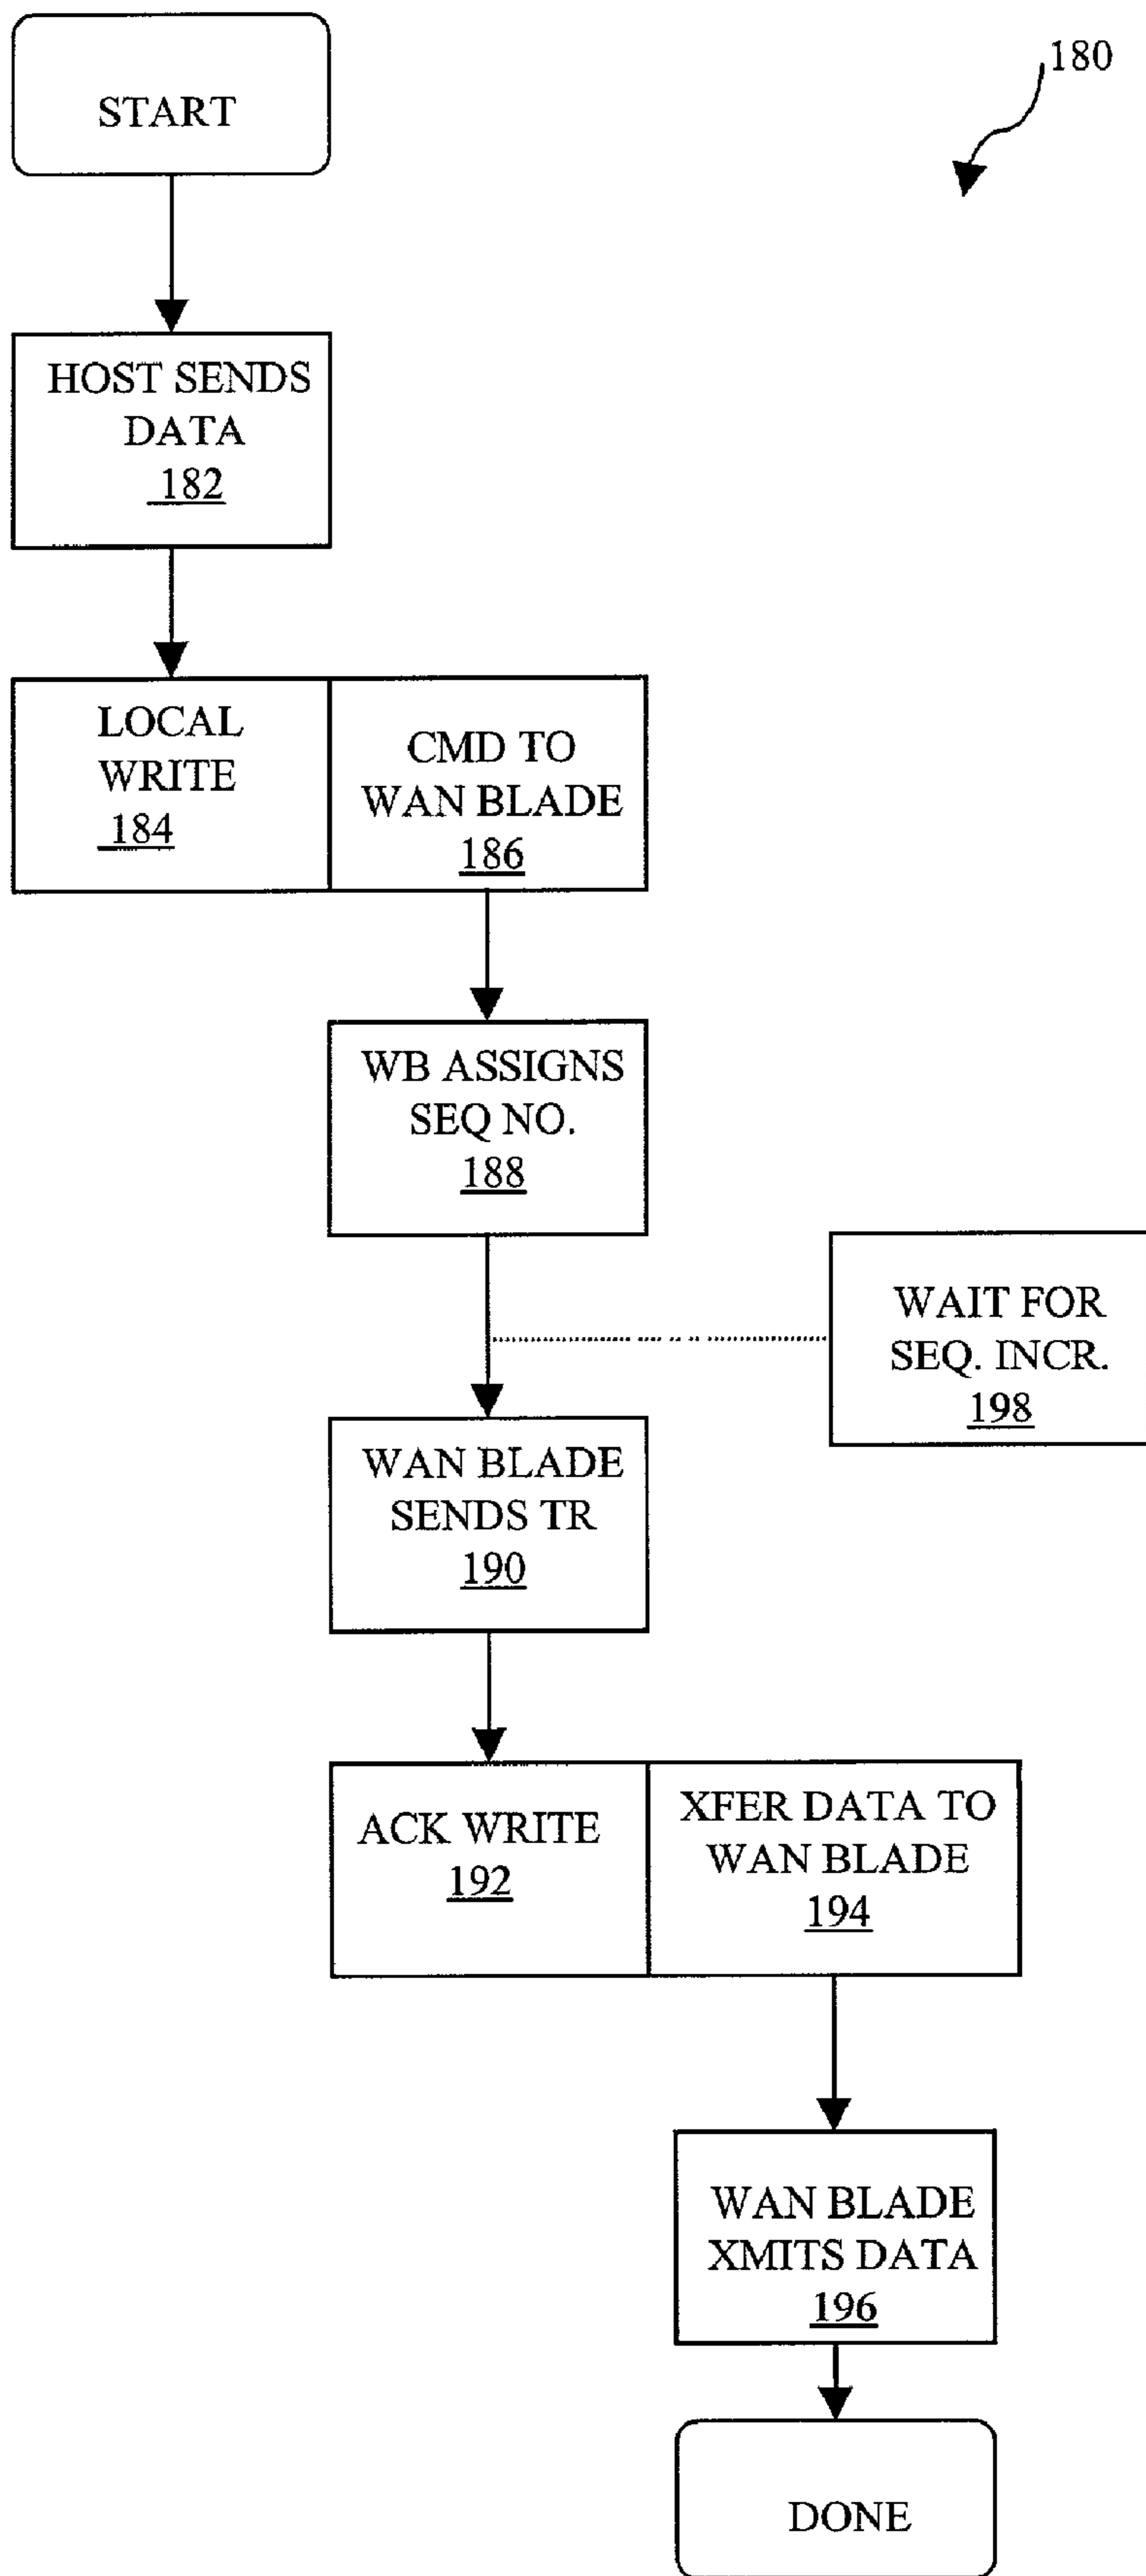 START
180
HOST SENDS
DATA
182
LOCAL
WRITE
184
CMD TO
WAN BLADE
186
WB ASSIGNS
SEQ NO.
188
WAIT FOR
SEQ. INCR.
198
WAN BLADE
SENDS TR
190
ACK WRITE
192
XFER DATA TO
WAN BLADE
194
WAN BLADE
XMITS DATA
196
DONE